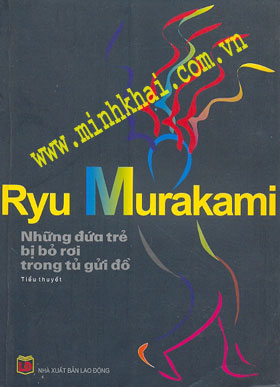 www.minhkhai.com.vn
Ryu Murakami
Những đứa trẻ
bị bỏ rơi
trong tủ gửi đồ
Tiểu thuyết
NHÀ XUẤT BẢN LAO ĐỘNG